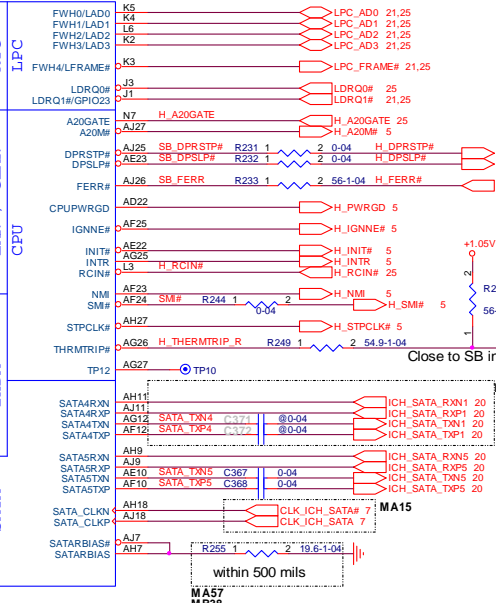 FWH0/LAD0 K5 LPC_AD0 21,25
FWH1/LAD1 K4 LPC_AD1 21,25
FWH2/LAD2 L6 LPC_AD2 21,25
FWH3/LAD3 K2 LPC_AD3 21,25
LPC
FWH4/LFRAME# K3 LPC_FRAME# 21,25
LDRQ0# J3 LDRQ0# 25
LDRQ1#/GPIO23 J1 LDRQ1# 21,25
A20GATE N7 H_A20GATE H_A20GATE 25
A20M# AJ27 H_A20M# 5
DPRSTP# AJ25 SB_DPRSTP# R231 1 2 0-04 H_DPRSTP#
DPSLP# AE23 SB_DPSLP# R232 1 2 0-04 H_DPSLP#
FERR# AJ26 SB_FERR R233 1 2 56-1-04 H_FERR#
CPUPWRGD AD22 H_PWRGD 5
CPU
IGNNE# AF25 H_IGNNE# 5
INIT# AE22 H_INIT# 5
INTR AG25 H_INTR 5
RCIN# L3 H_RCIN# H_RCIN# 25
+1.05V
2
NMI AF23 H_NMI 5
SMI# AF24 SMI# R244 1 2 H_SMI# 5
0-04
R2
56-
STPCLK# AH27 H_STPCLK# 5
1
THRMTRIP# AG26 H_THERMTRIP_R R249 1 2 54.9-1-04
Close to SB in
TP12 AG27 TP10
SATA4RXN AH11 ICH_SATA_RXN1 20
SATA4RXP AJ11 ICH_SATA_RXP1 20
SATA4TXN AG12 SATA_TXN4 C371 @0-04 ICH_SATA_TXN1 20
SATA4TXP AF12 SATA_TXP4 C372 @0-04 ICH_SATA_TXP1 20
SATA5RXN AH9 ICH_SATA_RXN5 20
SATA5RXP AJ9 ICH_SATA_RXP5 20
SATA5TXN AE10 SATA_TXN5 C367 0-04 ICH_SATA_TXN5 20
SATA5TXP AF10 SATA_TXP5 C368 0-04 ICH_SATA_TXP5 20
SATA_CLKN AH18 CLK_ICH_SATA# 7
MA15
SATA_CLKP AJ18 CLK_ICH_SATA 7
SATARBIAS# AJ7
SATARBIAS AH7 R255 1 2 19.6-1-04
within 500 mils
MA57